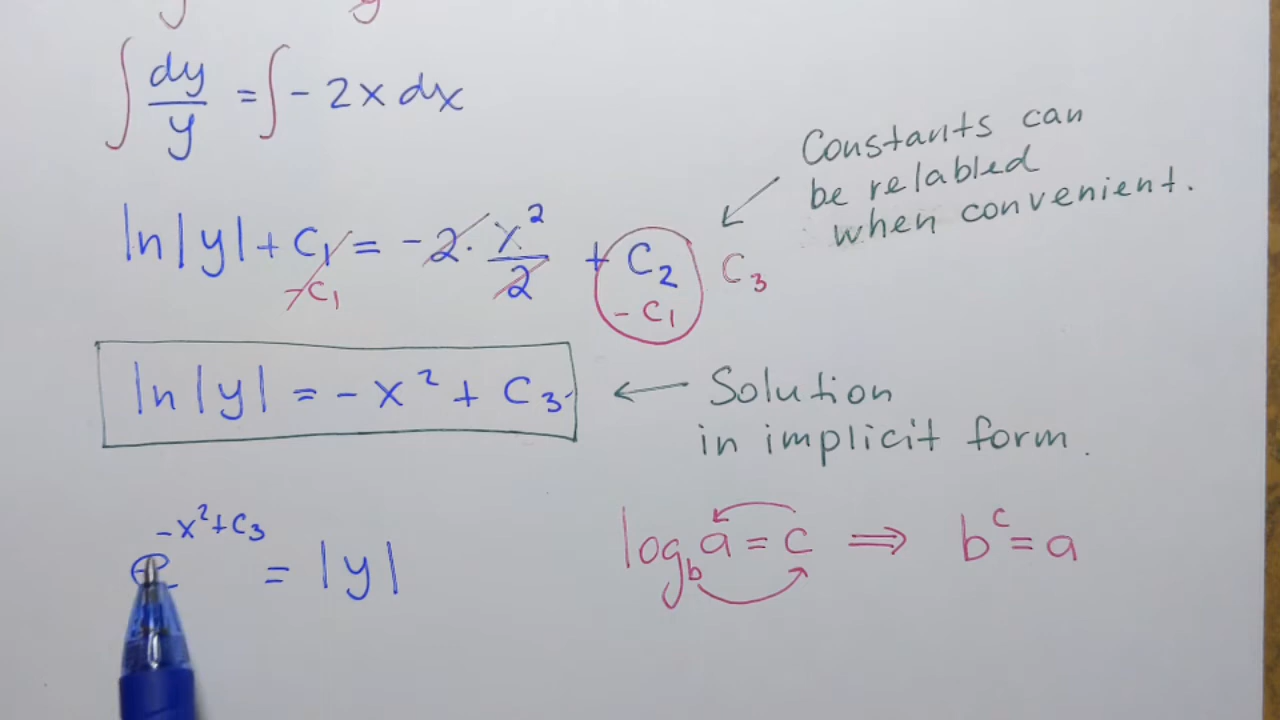 ∫ dy/y = ∫ - 2x dx
Constants can
be relabled
when convenient.
ln|y| + C₁ = -2 · x²/2 + C₂ C₃
-C₁ - C₁
ln|y| = - x² + C₃. ← Solution
in implicit form.
e^(-x²+C₃) = |y|
log_b a = c ⟹ b^c = a